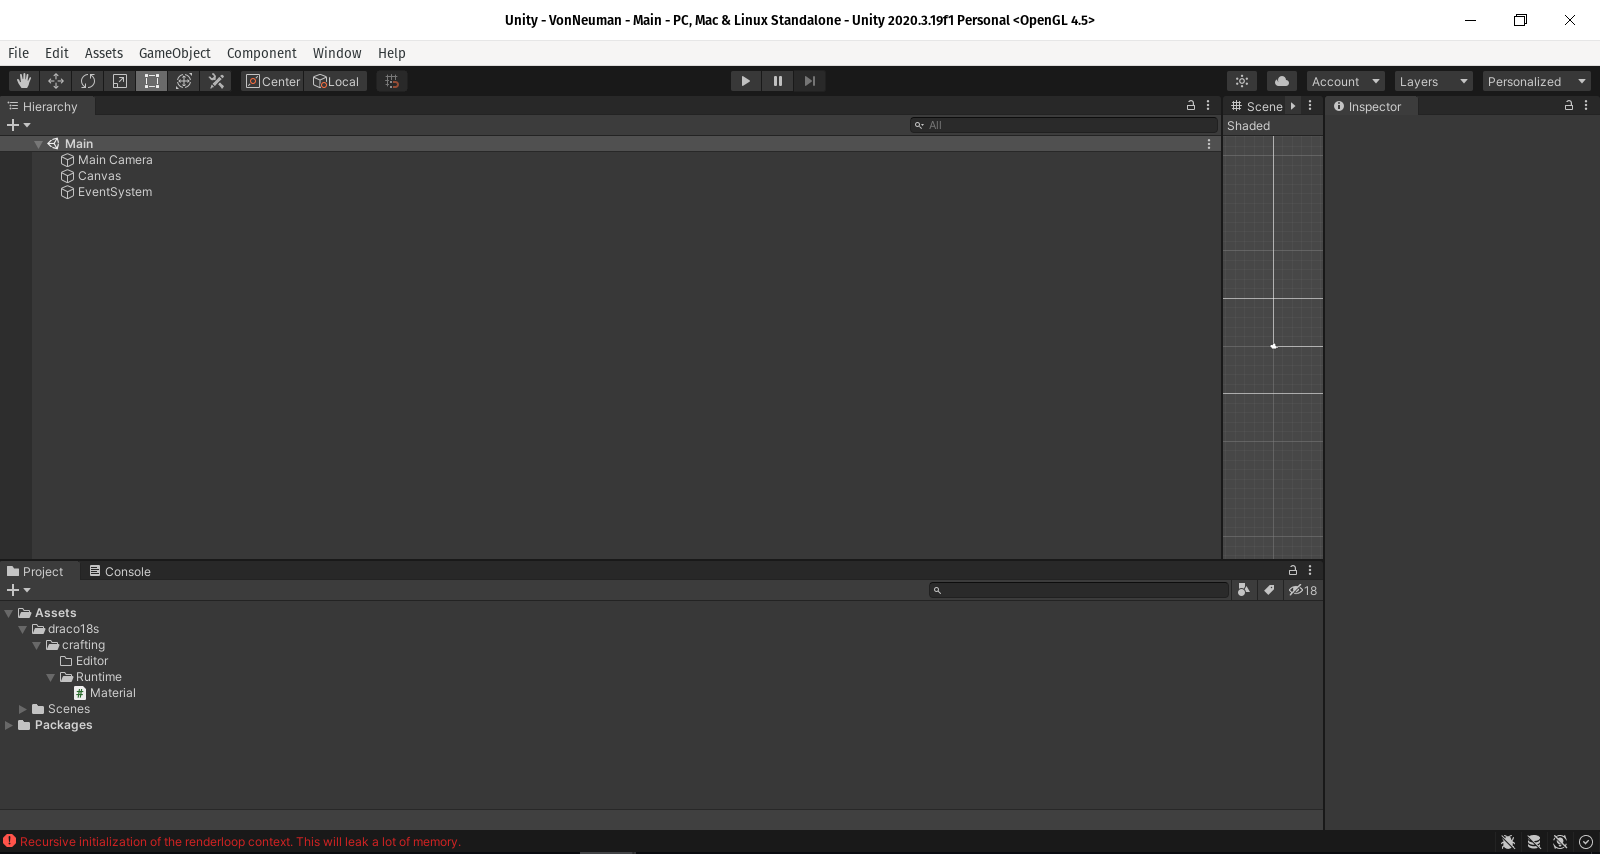 Unity - VonNeuman - Main - PC, Mac & Linux Standalone - Unity 2020.3.19f1 Personal <OpenGL 4.5>
File Edit Assets GameObject Component Window Help
Center Local Account Layers Personalized
Hierarchy Scene Inspector
All Shaded
Main
Main Camera
Canvas
EventSystem
Project Console
18
Assets
draco18s
crafting
Editor
Runtime
# Material
Scenes
Packages
Recursive initialization of the renderloop context. This will leak a lot of memory.